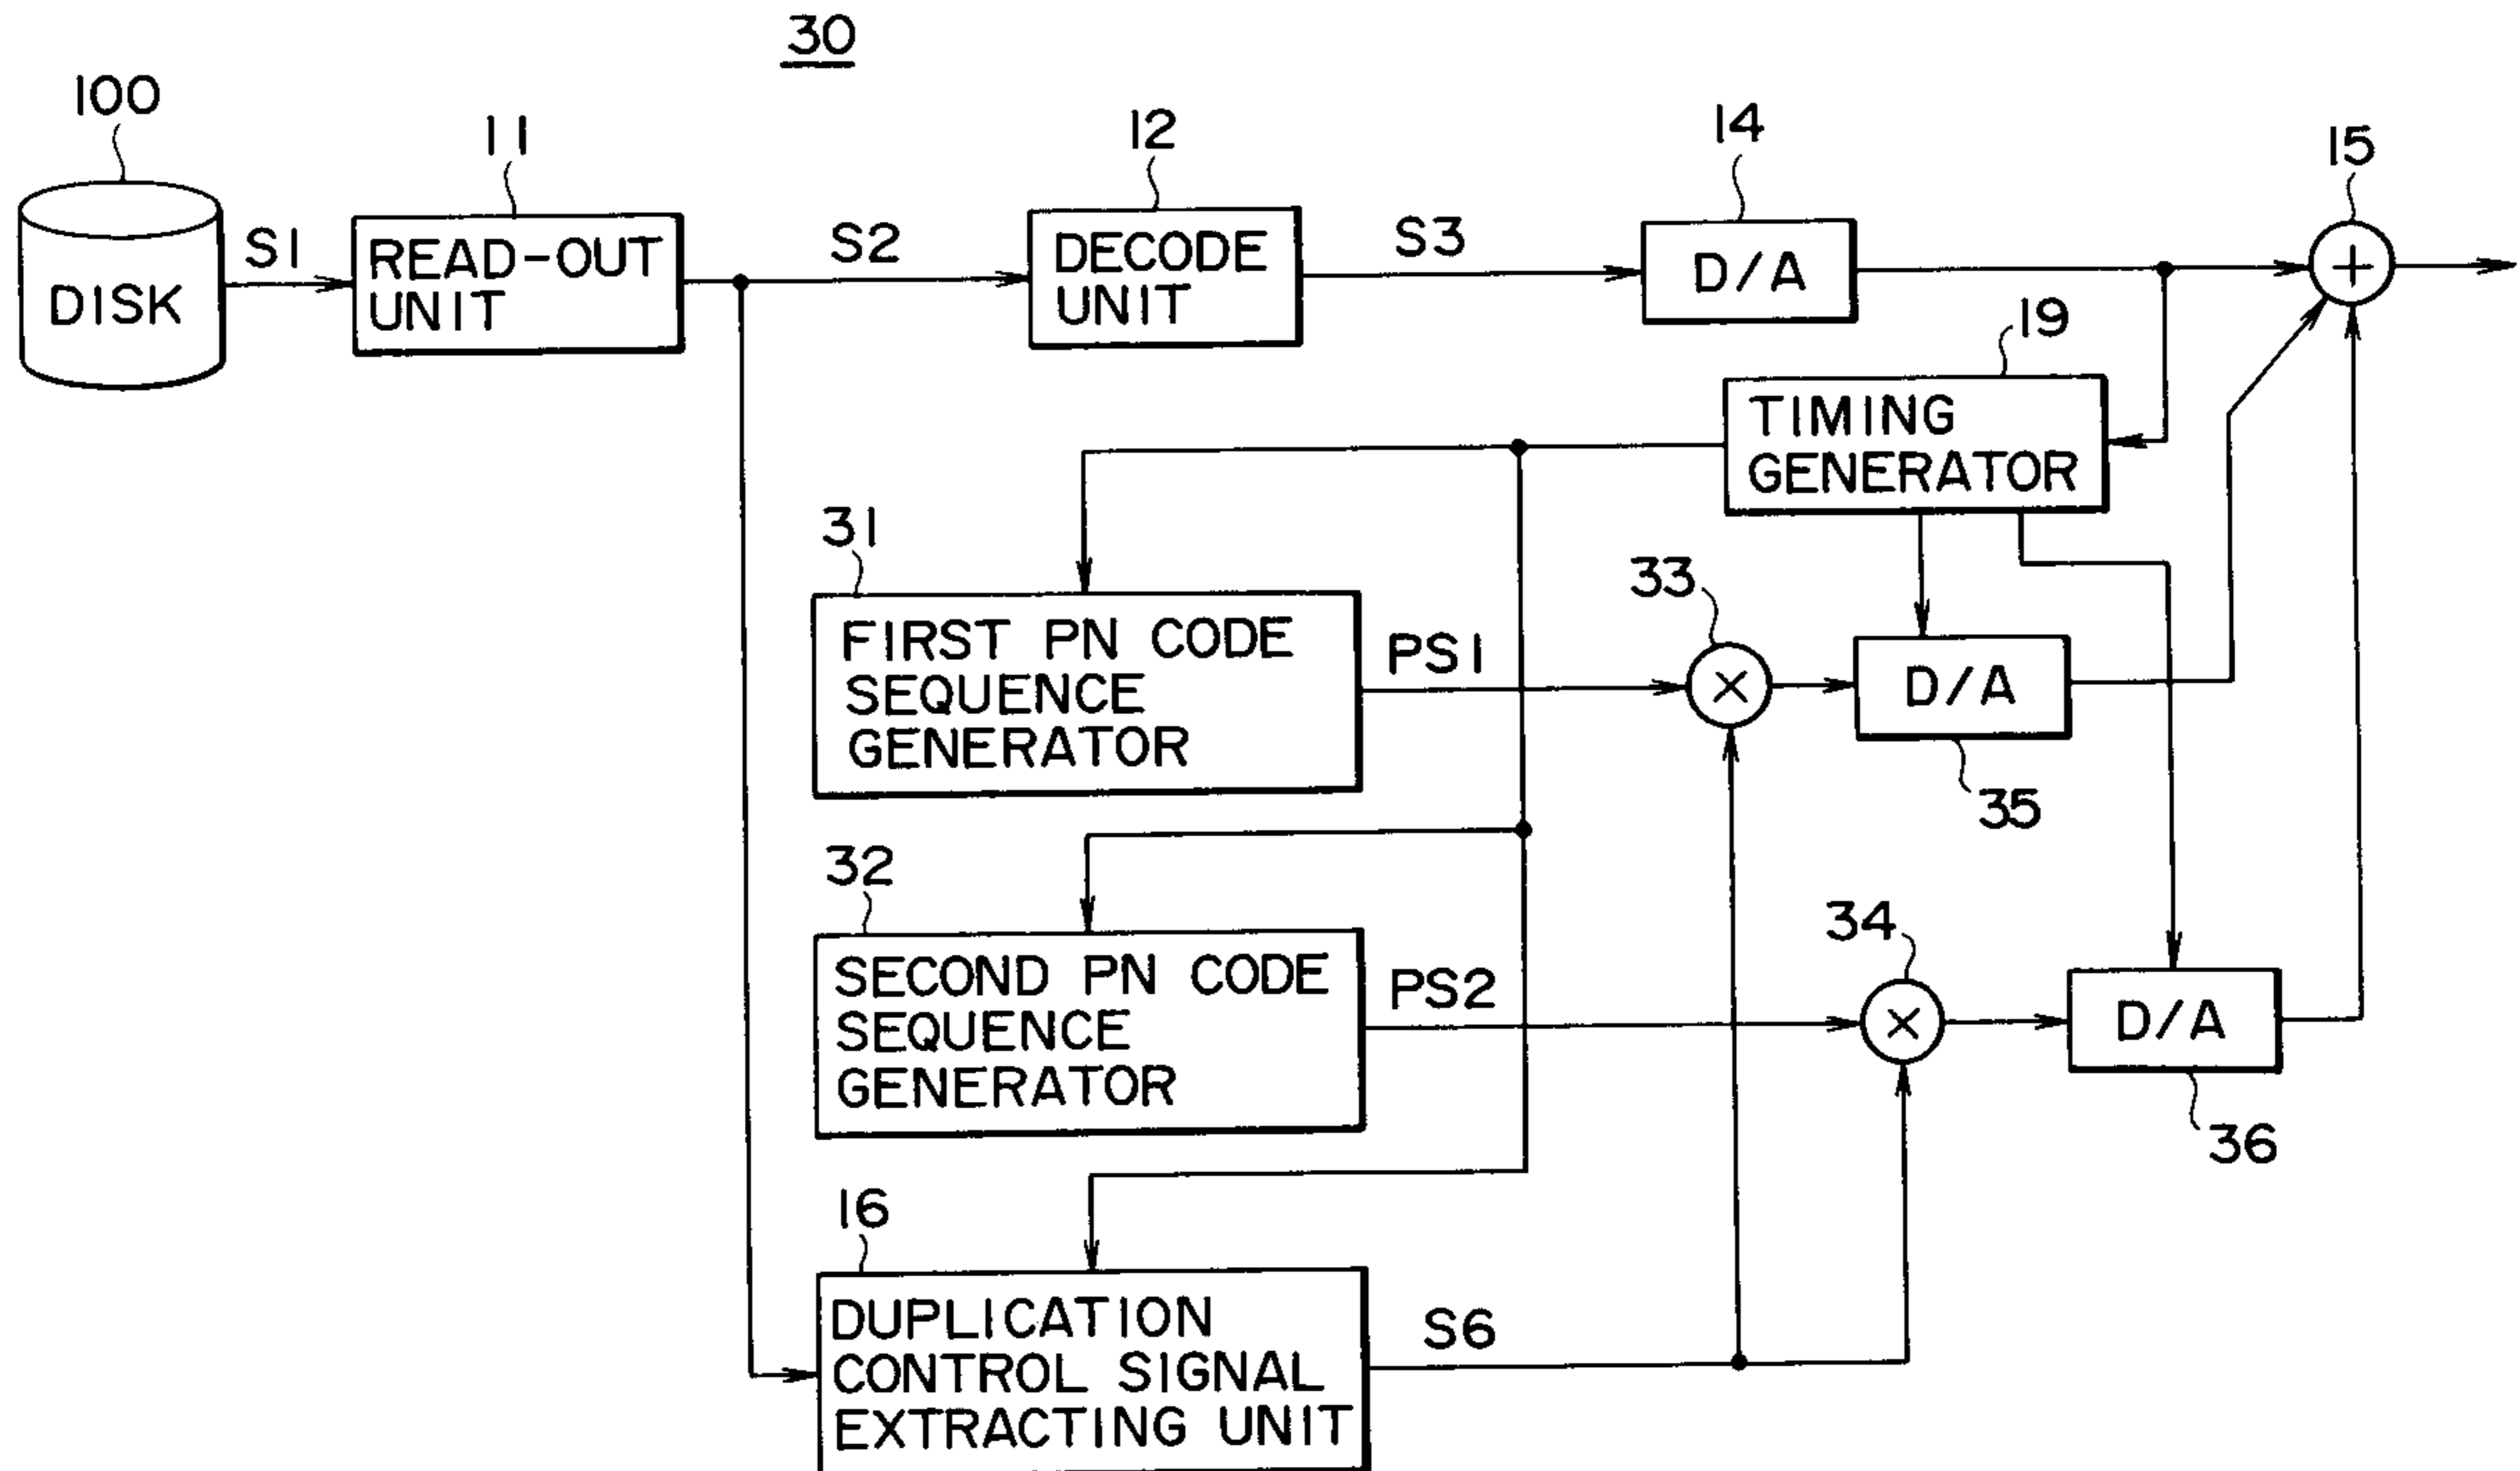 30
100
11
12
14
15
DISK
S1
READ-OUT
UNIT
S2
DECODE
UNIT
S3
D/A
+
19
TIMING
GENERATOR
31
FIRST PN CODE
SEQUENCE
GENERATOR
PS1
33
×
D/A
35
32
SECOND PN CODE
SEQUENCE
GENERATOR
PS2
34
×
D/A
36
16
DUPLICATION
CONTROL SIGNAL
EXTRACTING UNIT
S6